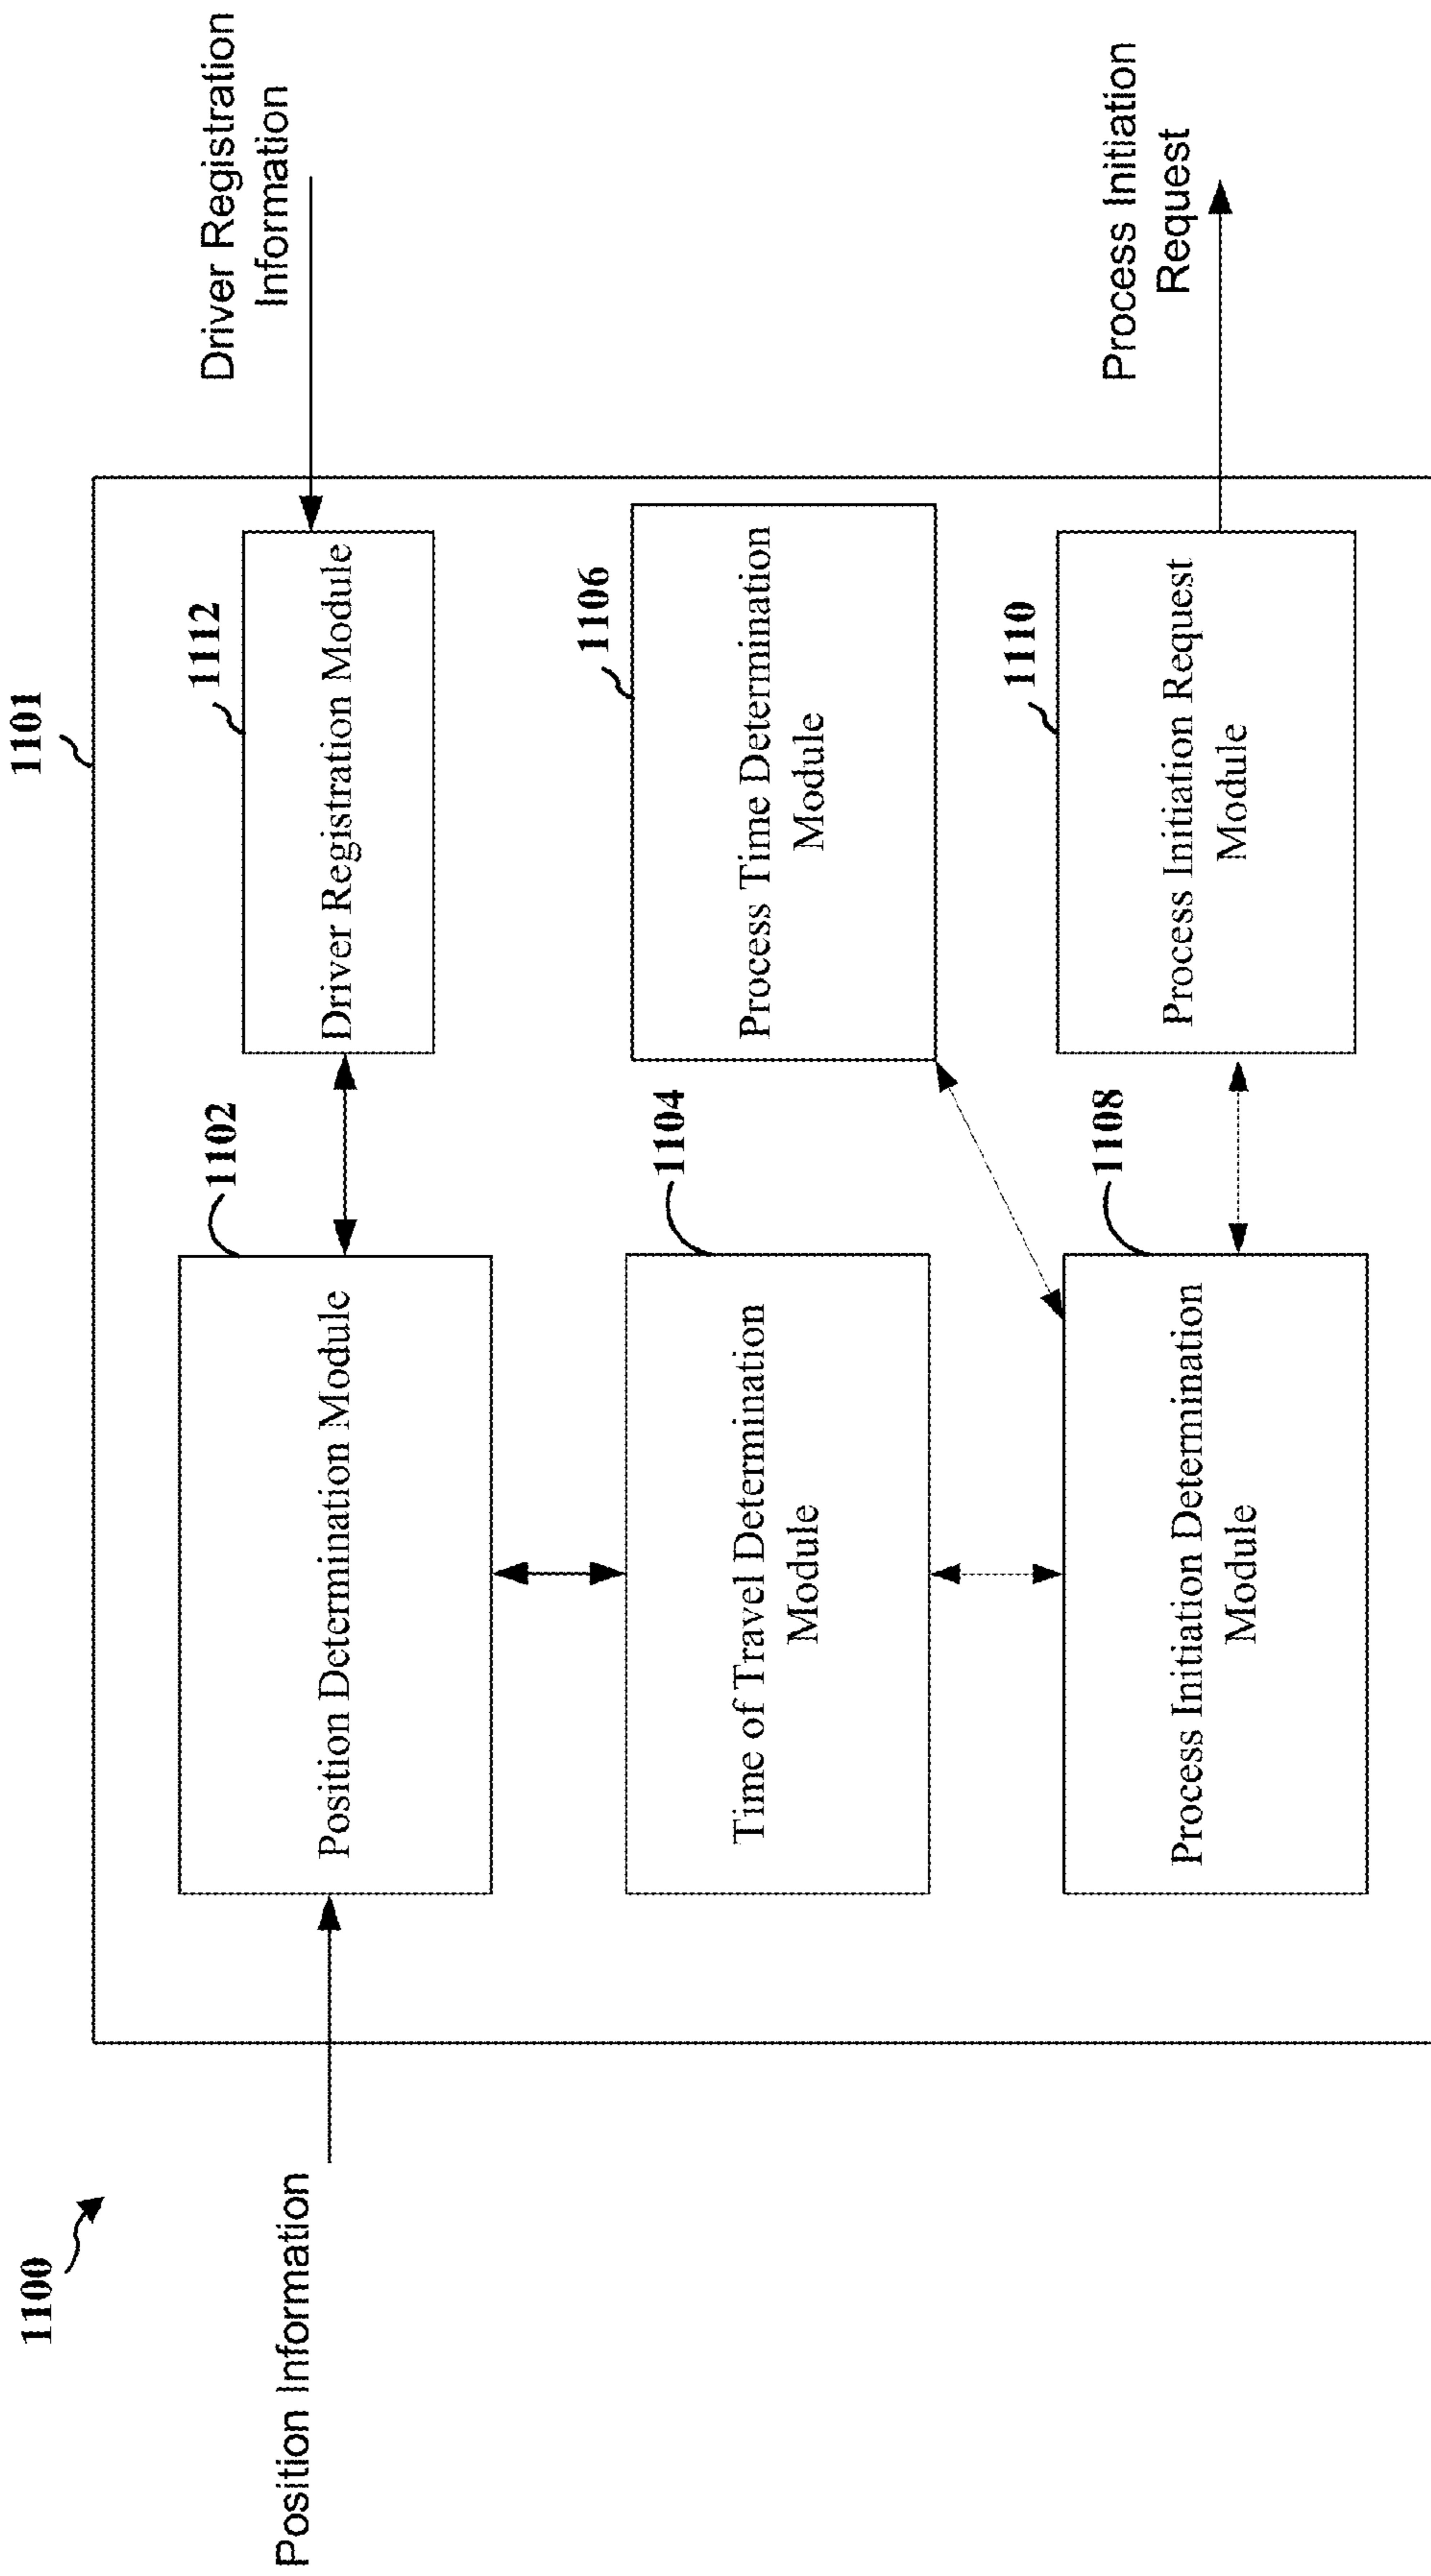 1100
1101
Position Information
1102
Position Determination Module
1112
Driver Registration Module
Driver Registration
Information
1104
Time of Travel Determination
Module
1106
Process Time Determination
Module
1108
Process Initiation Determination
Module
1110
Process Initiation Request
Module
Process Initiation
Request